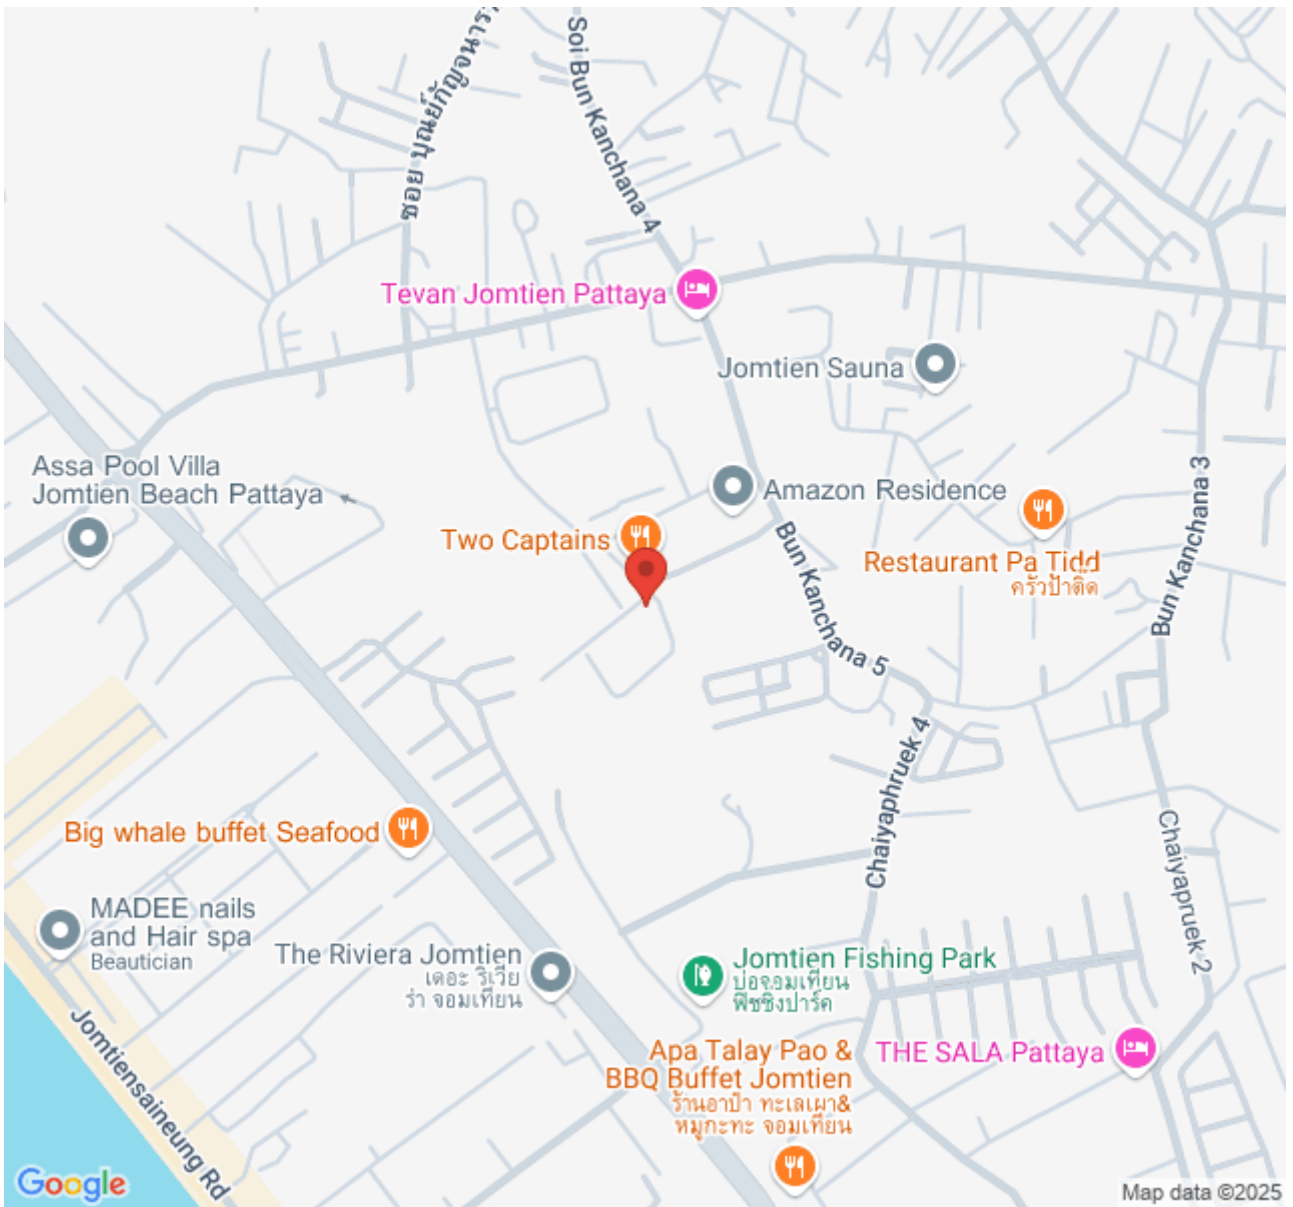 ซอย บุณย์กัญจนาร
Soi Bun Kanchana 4
Tevan Jomtien Pattaya
Jomtien Sauna
Assa Pool Villa
Jomtien Beach Pattaya
Amazon Residence
Two Captains
Bun Kanchana 5
Restaurant Pa Tidd
ครัวป้าติ๊ด
Bun Kanchana 3
Chaiyaphruek 4
Big whale buffet Seafood
Chaiyapruek 2
MADEE nails
and Hair spa
Beautician
The Riviera Jomtien
เดอะ ริเวีย
ร่า จอมเทียน
Jomtien Fishing Park
บ่อจอมเทียน
ฟิชชิ่งปาร์ค
Jomtiensaineung Rd
Apa Talay Pao &
BBQ Buffet Jomtien
ร้านอาป๋า ทะเลเผา&
หมูกะทะ จอมเทียน
THE SALA Pattaya
Google
Map data ©2025